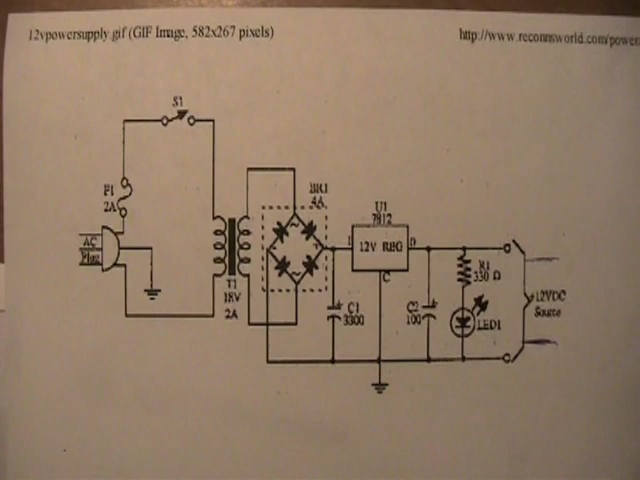 12vpowersupply.gif (GIF Image, 582x267 pixels)
http://www.reconnsworld.com/power
S1
F1
2A
AC
Plug
T1
18V
2A
BR1
4A
U1
7812
I
12V REG
O
C
C1
3300
C2
100
R1
330 Ω
LED1
+12VDC
Source